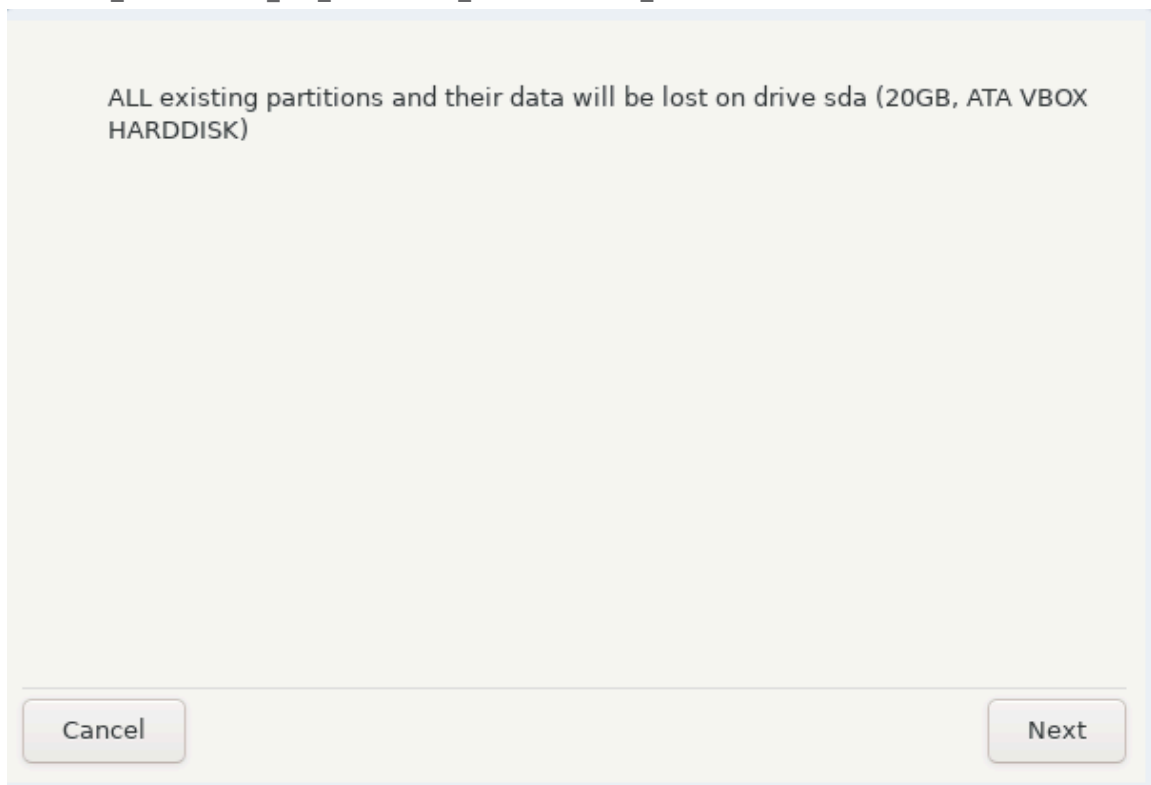 ALL existing partitions and their data will be lost on drive sda (20GB, ATA VBOX
HARDDISK)
Cancel
Next